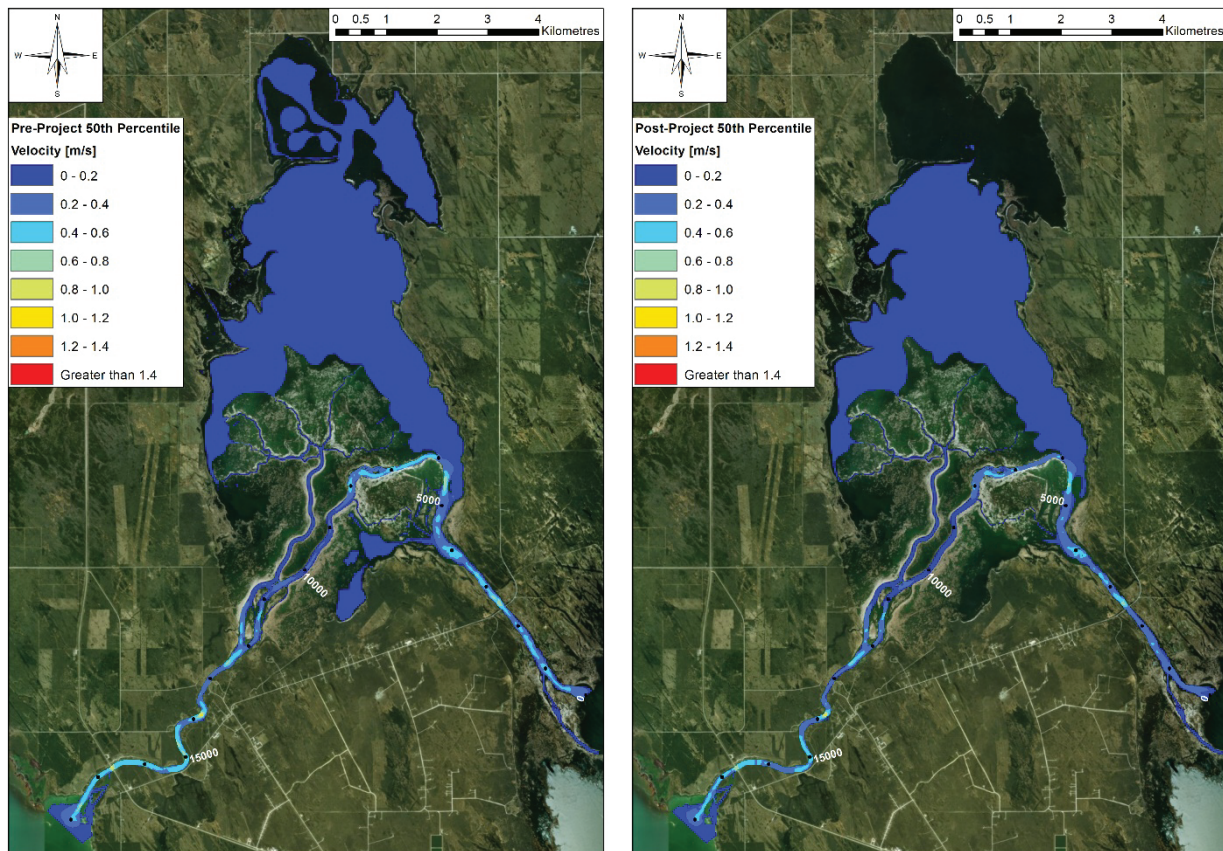 N
W E
S
0 0.5 1 2 3 4
Kilometres
Pre-Project 50th Percentile
Velocity [m/s]
0 - 0.2
0.2 - 0.4
0.4 - 0.6
0.6 - 0.8
0.8 - 1.0
1.0 - 1.2
1.2 - 1.4
Greater than 1.4
5000
10000
0
15000
N
W E
S
0 0.5 1 2 3 4
Kilometres
Post-Project 50th Percentile
Velocity [m/s]
0 - 0.2
0.2 - 0.4
0.4 - 0.6
0.6 - 0.8
0.8 - 1.0
1.0 - 1.2
1.2 - 1.4
Greater than 1.4
5000
10000
0
15000